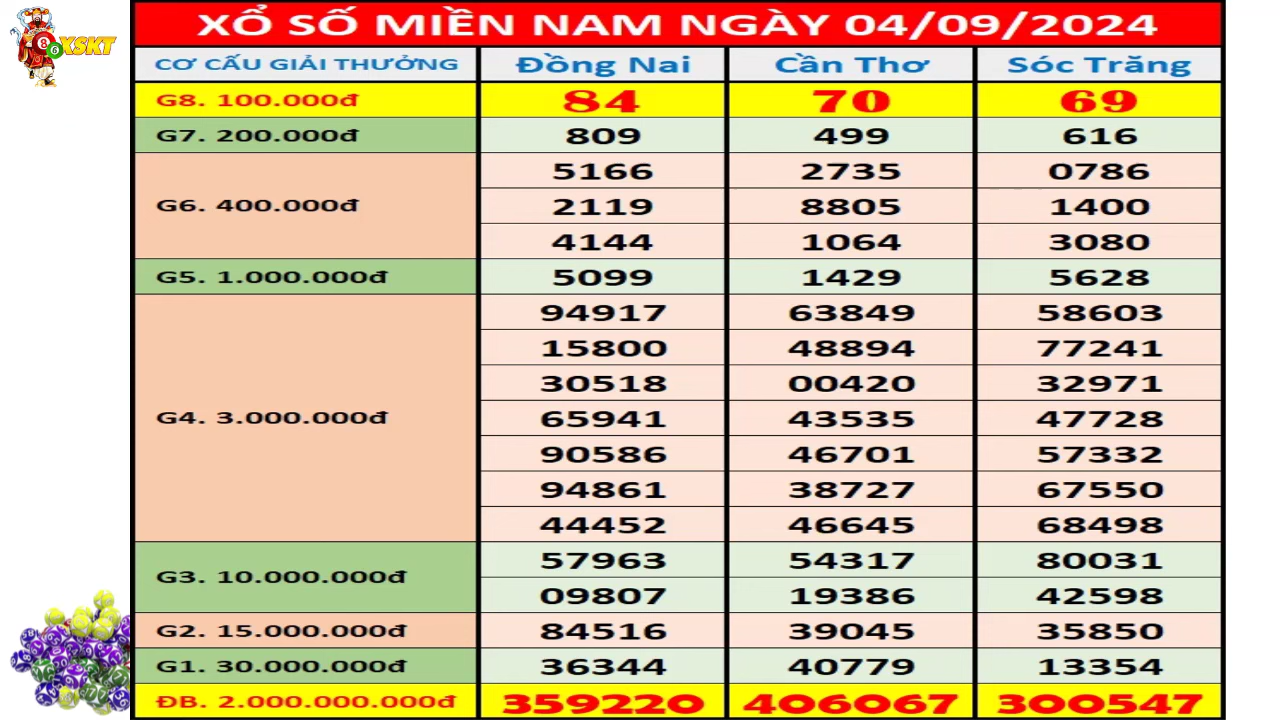 XSKT
XỔ SỐ MIỀN NAM NGÀY 04/09/2024
CƠ CẤU GIẢI THƯỞNG Đồng Nai Cần Thơ Sóc Trăng
G8. 100.000đ 84 70 69
G7. 200.000đ 809 499 616
5166 2735 0786
G6. 400.000đ 2119 8805 1400
4144 1064 3080
G5. 1.000.000đ 5099 1429 5628
94917 63849 58603
15800 48894 77241
30518 00420 32971
G4. 3.000.000đ 65941 43535 47728
90586 46701 57332
94861 38727 67550
44452 46645 68498
G3. 10.000.000đ 57963 54317 80031
09807 19386 42598
G2. 15.000.000đ 84516 39045 35850
G1. 30.000.000đ 36344 40779 13354
ĐB. 2.000.000.000đ 359220 406067 300547